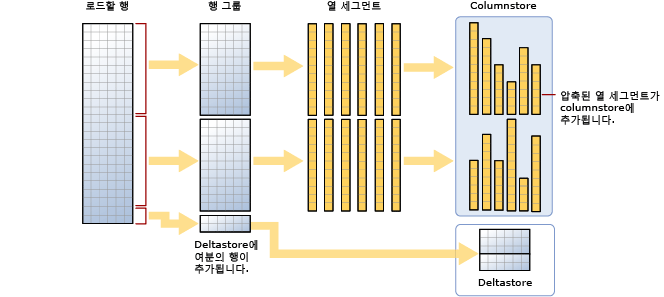 로드할 행
행 그룹
열 세그먼트
Columnstore
압축된 열 세그먼트가
columnstore에
추가됩니다.
Deltastore에
여분의 행이
추가됩니다.
Deltastore